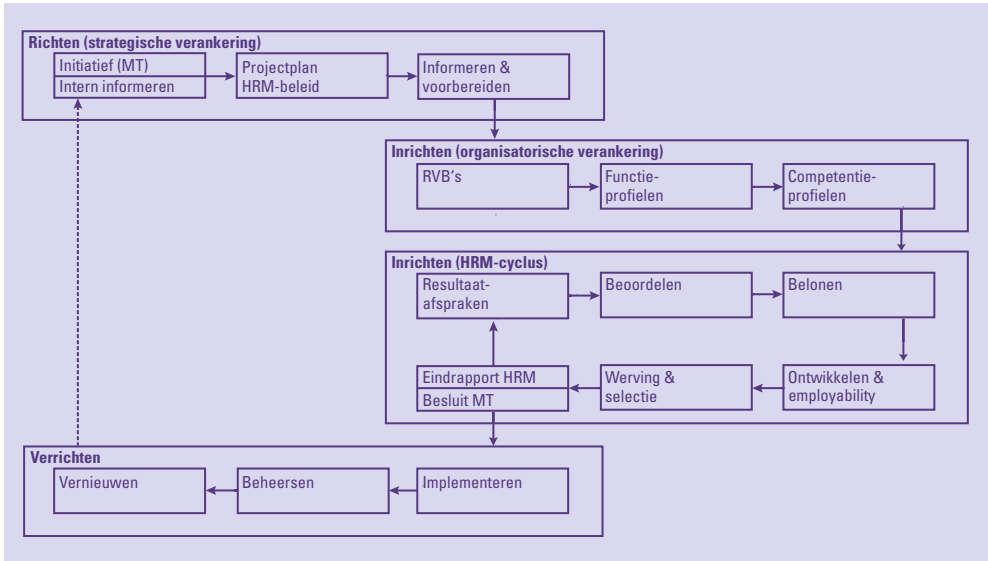 Richten (strategische verankering)
Initiatief (MT)
Intern informeren
Projectplan
HRM-beleid
Informeren &
voorbereiden
Inrichten (organisatorische verankering)
RVB's
Functie-
profielen
Competentie-
profielen
Inrichten (HRM-cyclus)
Resultaat-
afspraken
Beoordelen
Belonen
Eindrapport HRM
Besluit MT
Werving &
selectie
Ontwikkelen &
employability
Verrichten
Vernieuwen
Beheersen
Implementeren